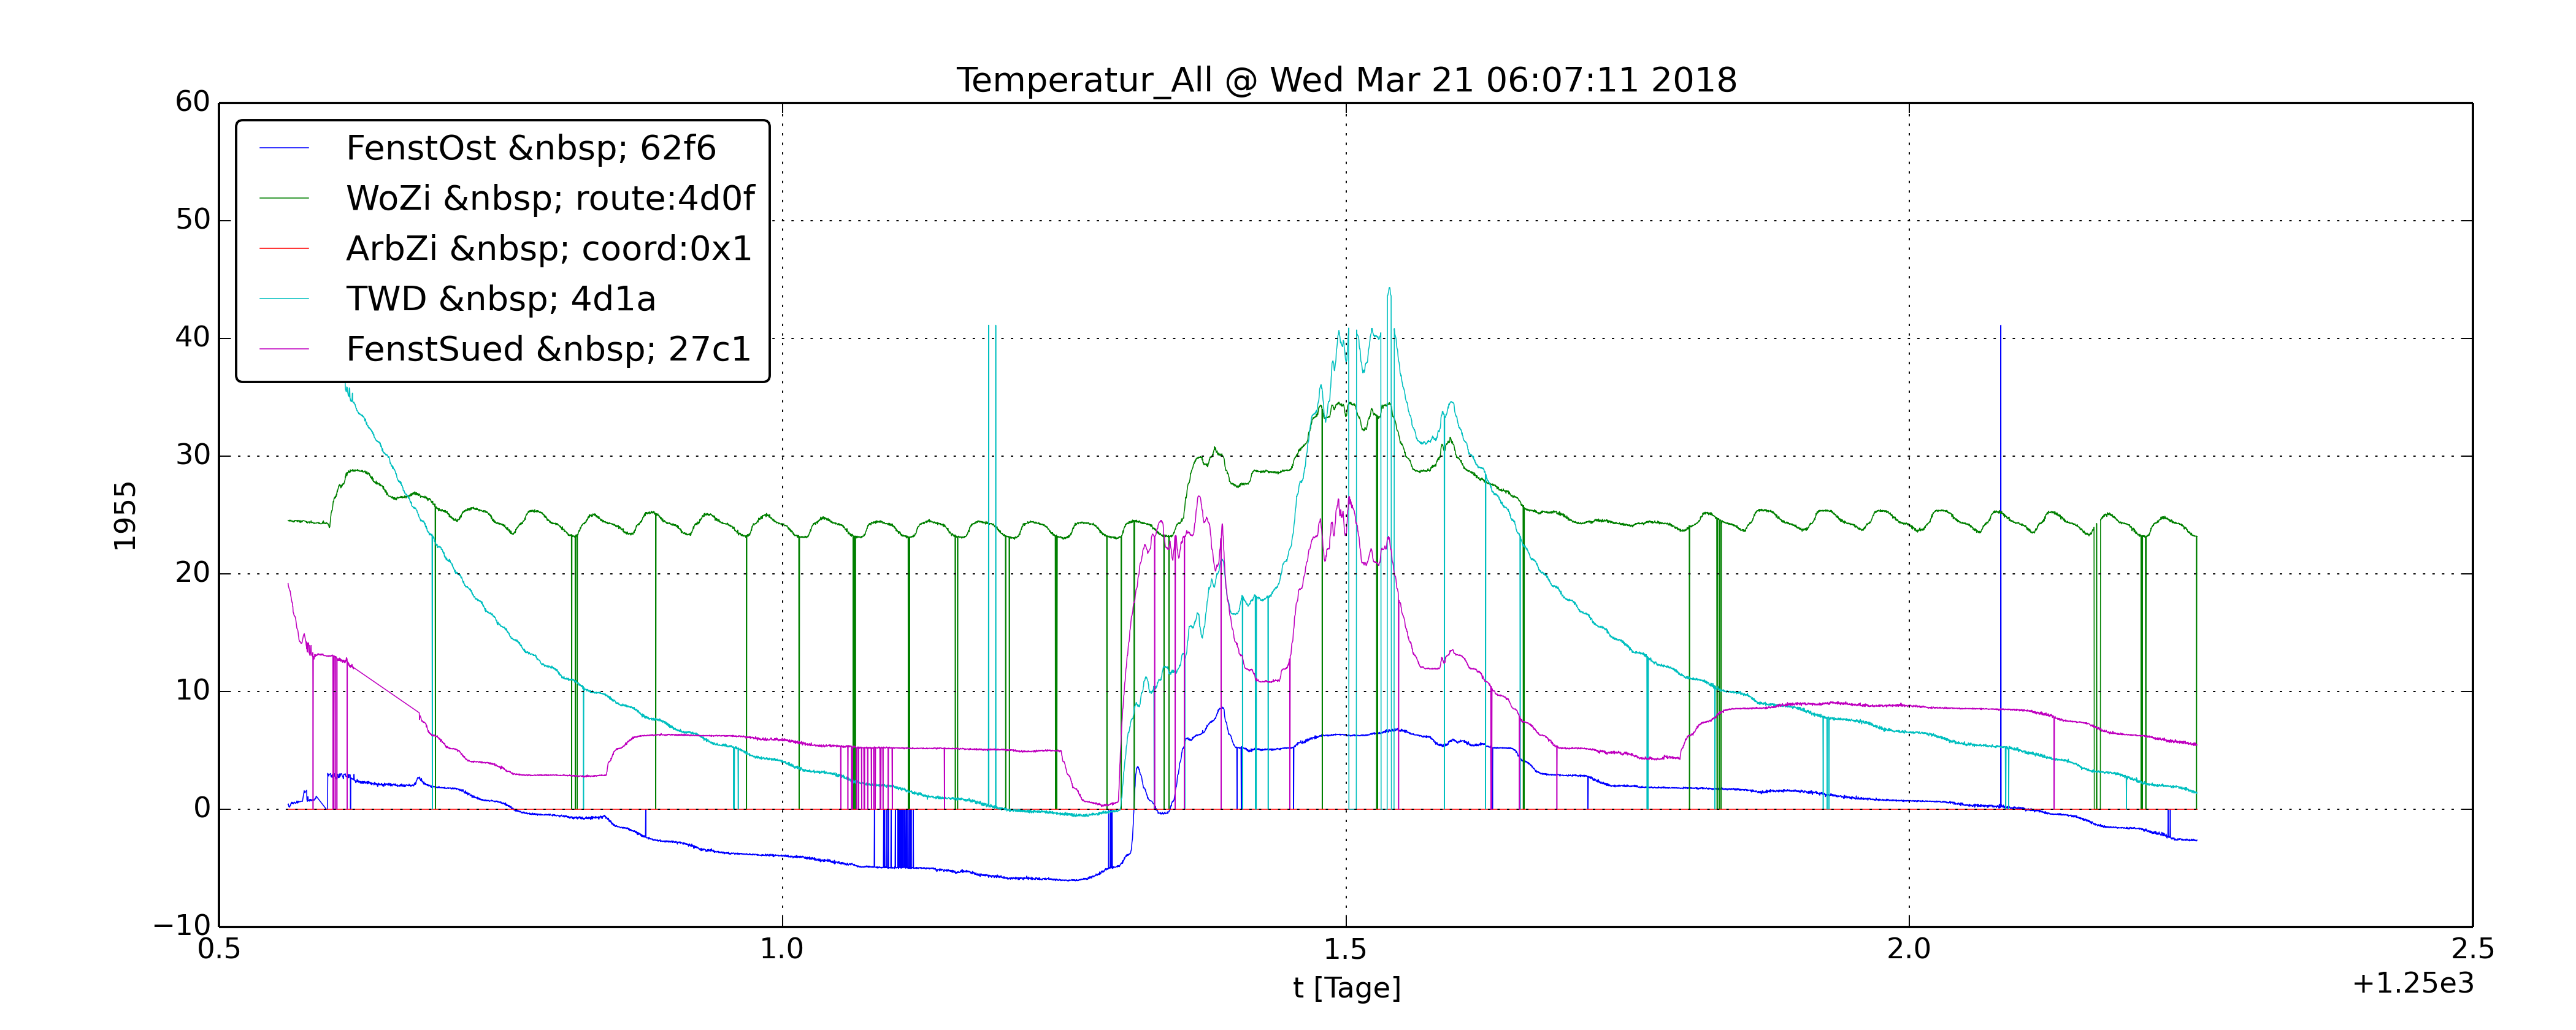 Temperatur_All @ Wed Mar 21 06:07:11 2018
60
50
40
30
20
10
0
−10
1955
FenstOst &nbsp; 62f6
WoZi &nbsp; route:4d0f
ArbZi &nbsp; coord:0x1
TWD &nbsp; 4d1a
FenstSued &nbsp; 27c1
0.5 1.0 1.5 2.0 2.5
t [Tage]
+1.25e3